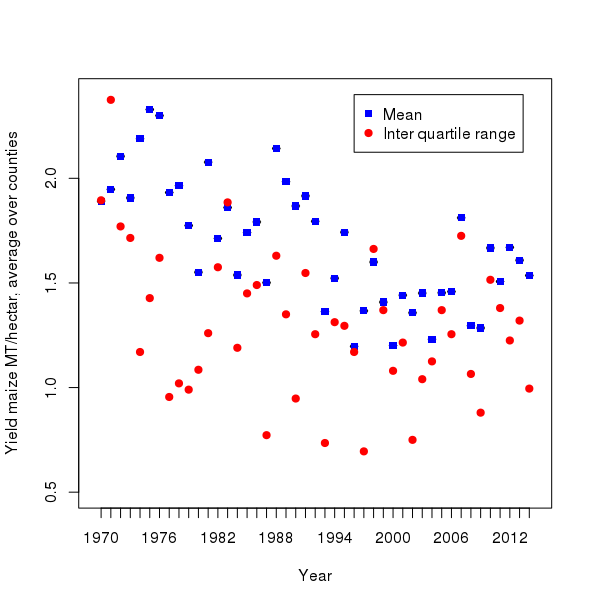 Mean
Inter quartile range
Yield maize MT/hectar, average over counties
2.0
1.5
1.0
0.5
1970 1976 1982 1988 1994 2000 2006 2012
Year